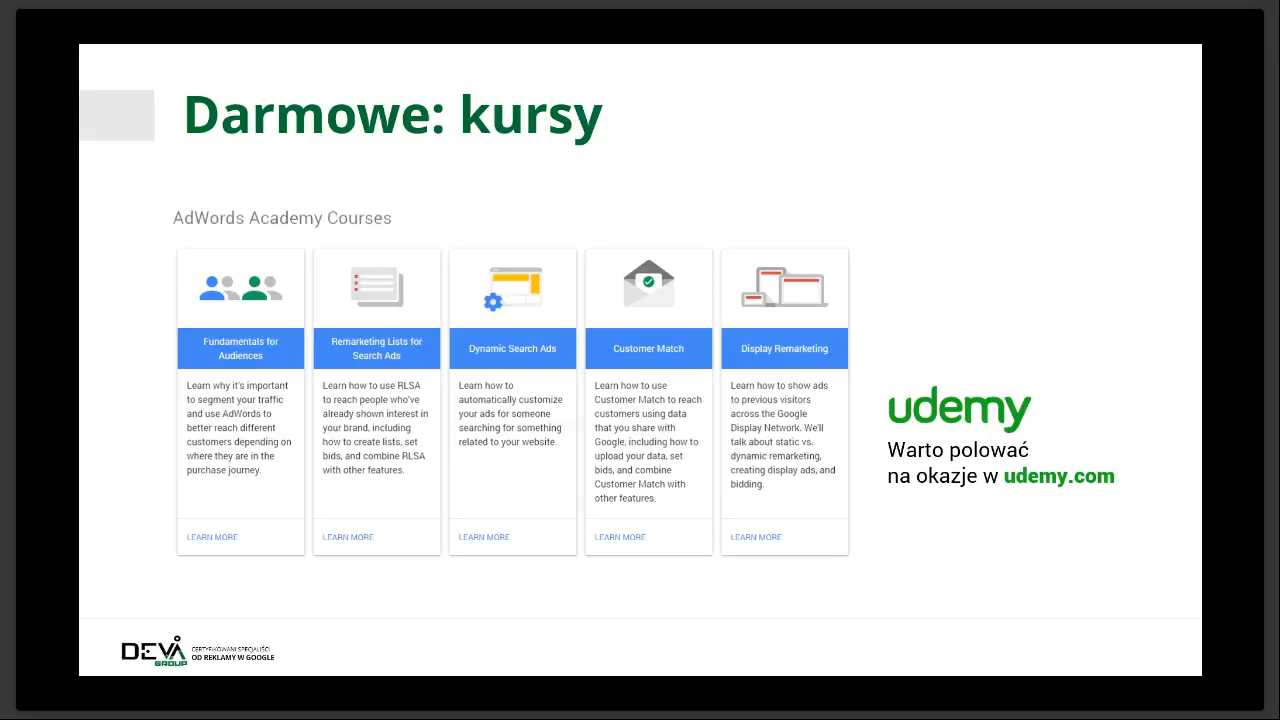 Darmowe: kursy
AdWords Academy Courses
Fundamentals for
Audiences
Learn why it's important
to segment your traffic
and use AdWords to
better reach different
customers depending on
where they are in the
purchase journey.
LEARN MORE
Remarketing Lists for
Search Ads
Learn how to use RLSA
to reach people who've
already shown interest in
your brand, including
how to create lists, set
bids, and combine RLSA
with other features.
LEARN MORE
Dynamic Search Ads
Learn how to
automatically customize
your ads for someone
searching for something
related to your website.
LEARN MORE
Customer Match
Learn how to use
Customer Match to reach
customers using data
that you share with
Google, including how to
upload your data, set
bids, and combine
Customer Match with
other features.
LEARN MORE
Display Remarketing
Learn how to show ads
to previous visitors
across the Google
Display Network. We'll
talk about static vs.
dynamic remarketing,
creating display ads, and
bidding.
LEARN MORE
udemy
Warto polować
na okazje w udemy.com
DEVA
GROUP
CERTYFIKOWANI SPECJALIŚCI
OD REKLAMY W GOOGLE